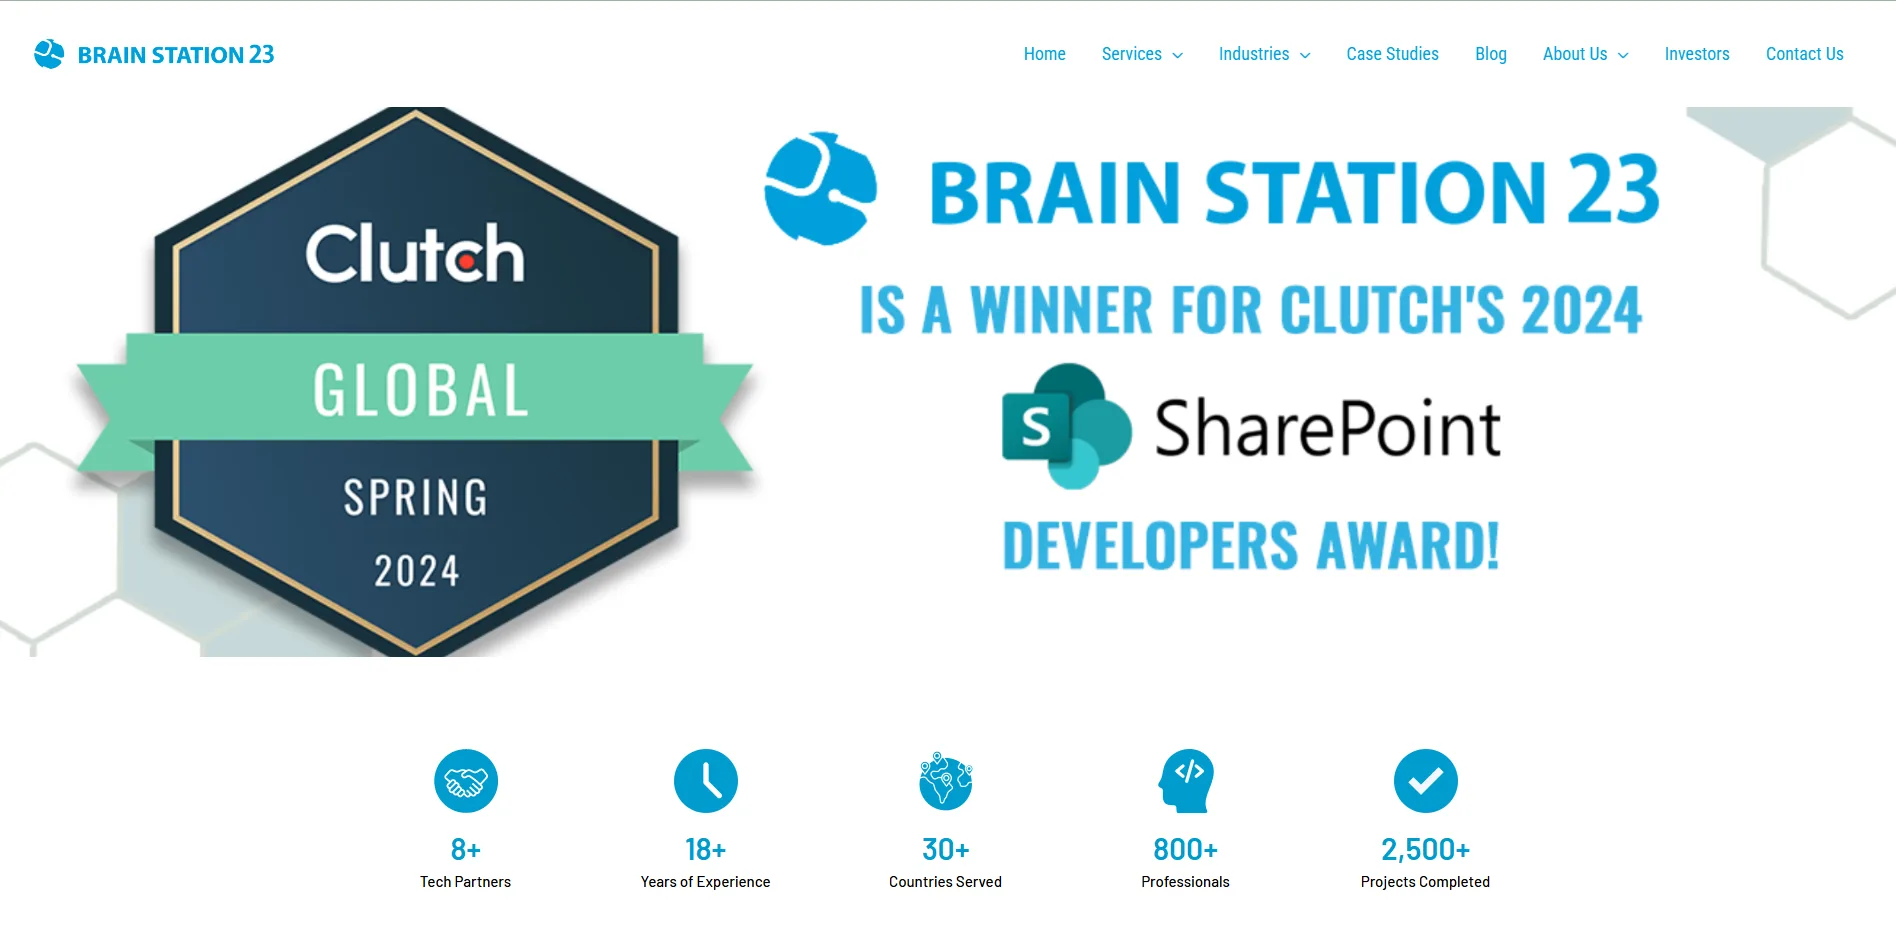 BRAIN STATION 23
Home Services Industries Case Studies Blog About Us Investors Contact Us
Clutch
GLOBAL
SPRING
2024
BRAIN STATION 23
IS A WINNER FOR CLUTCH'S 2024
S SharePoint
DEVELOPERS AWARD!
</>
8+
Tech Partners
18+
Years of Experience
30+
Countries Served
800+
Professionals
2,500+
Projects Completed